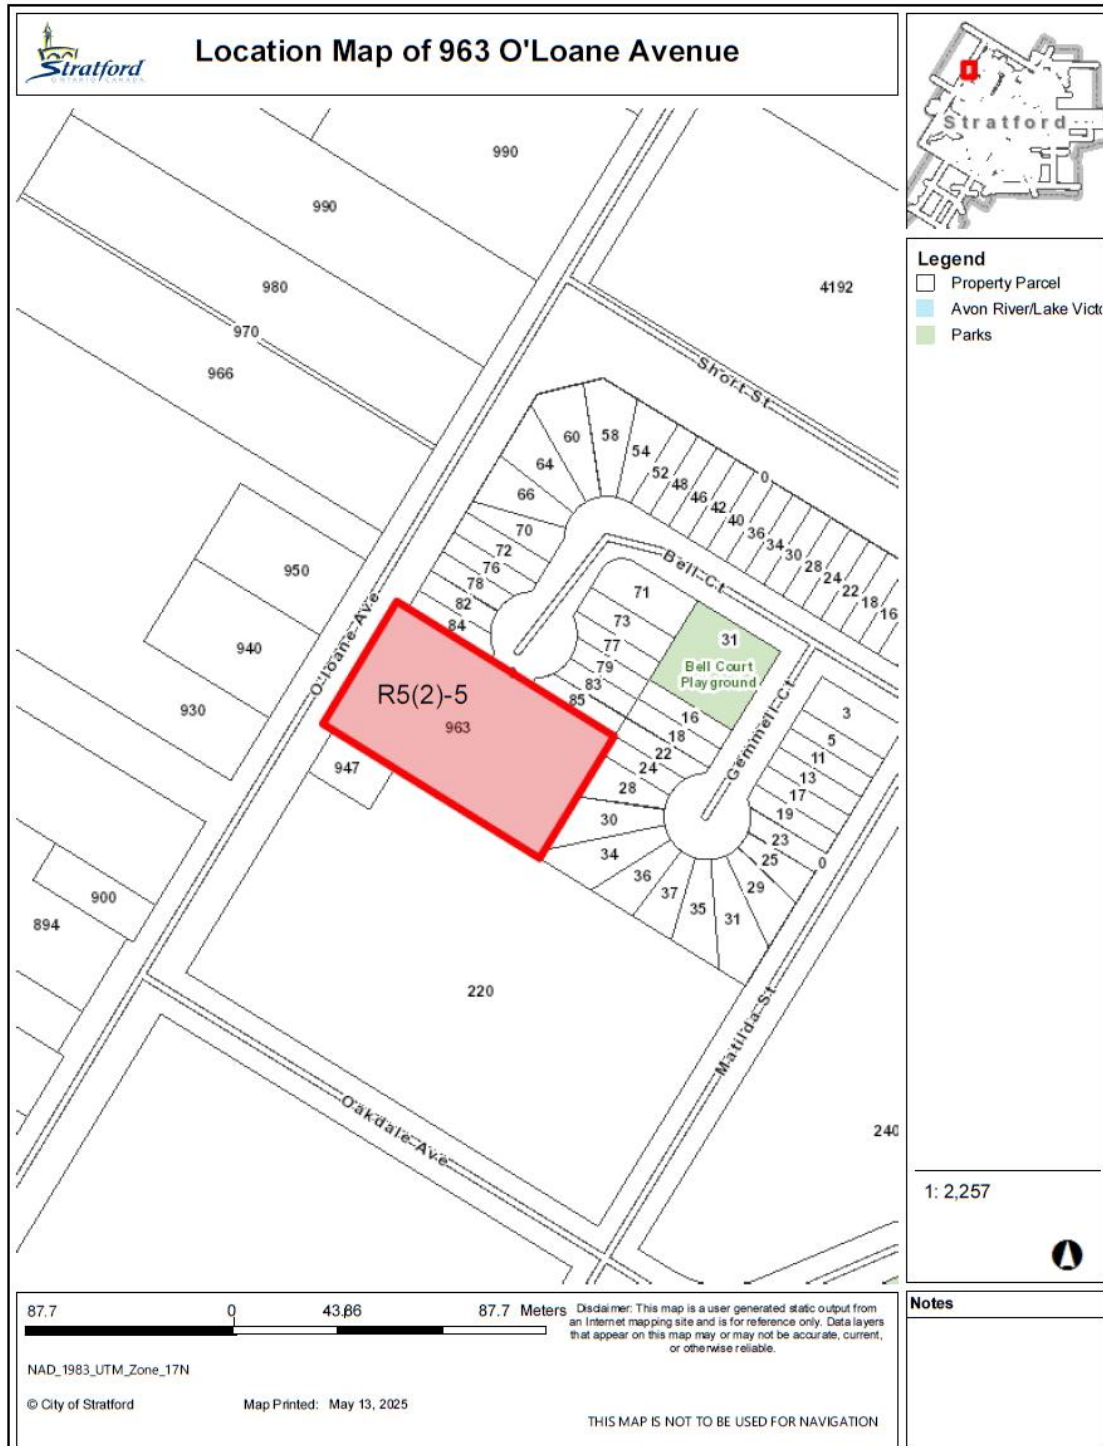 Stratford
ONTARIO CANADA
Location Map of 963 O'Loane Avenue
Stratford
Legend
Property Parcel
Avon River/Lake Victo
Parks
990
990
980
970
966
4192
Short St
60
58
54
52
48
46
42
40
36
34
30
28
24
22
18
16
0
64
66
70
72
76
78
82
84
Bell Ct
71
73
77
79
83
85
31
Bell Court
Playground
16
18
22
24
28
30
34
36
37
35
31
29
25
23
19
17
13
11
5
3
0
Gemmell Ct
950
940
930
O'loane Ave
R5(2)-5
963
947
900
894
220
Matilda St
Oakdale Ave
240
1: 2,257
87.7
0
43.86
87.7 Meters
NAD_1983_UTM_Zone_17N
© City of Stratford
Map Printed: May 13, 2025
Disclaimer: This map is a user generated static output from
an Internet mapping site and is for reference only. Data layers
that appear on this map may or may not be accurate, current,
or otherwise reliable.
THIS MAP IS NOT TO BE USED FOR NAVIGATION
Notes